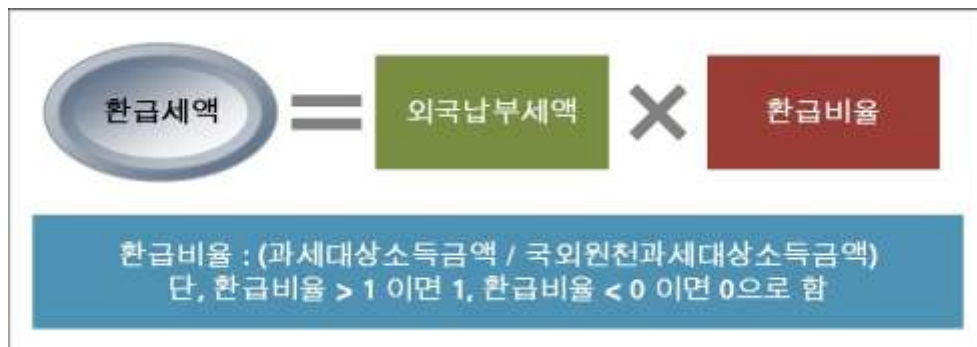 환급세액 = 외국납부세액 × 환급비율
환급비율 : (과세대상소득금액 / 국외원천과세대상소득금액)
단, 환급비율 > 1 이면 1, 환급비율 < 0 이면 0으로 함